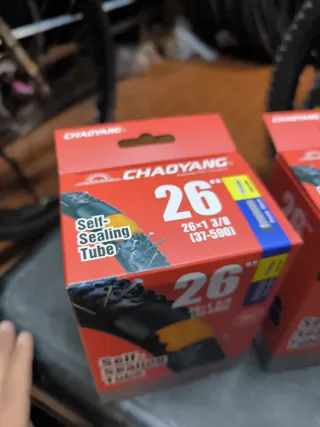 CHAOYANG
CHAOYANG
26"
26×1 3/8
(37-590)
Self-
Sealing
Tube
26"
Self-
Sealing
Tube